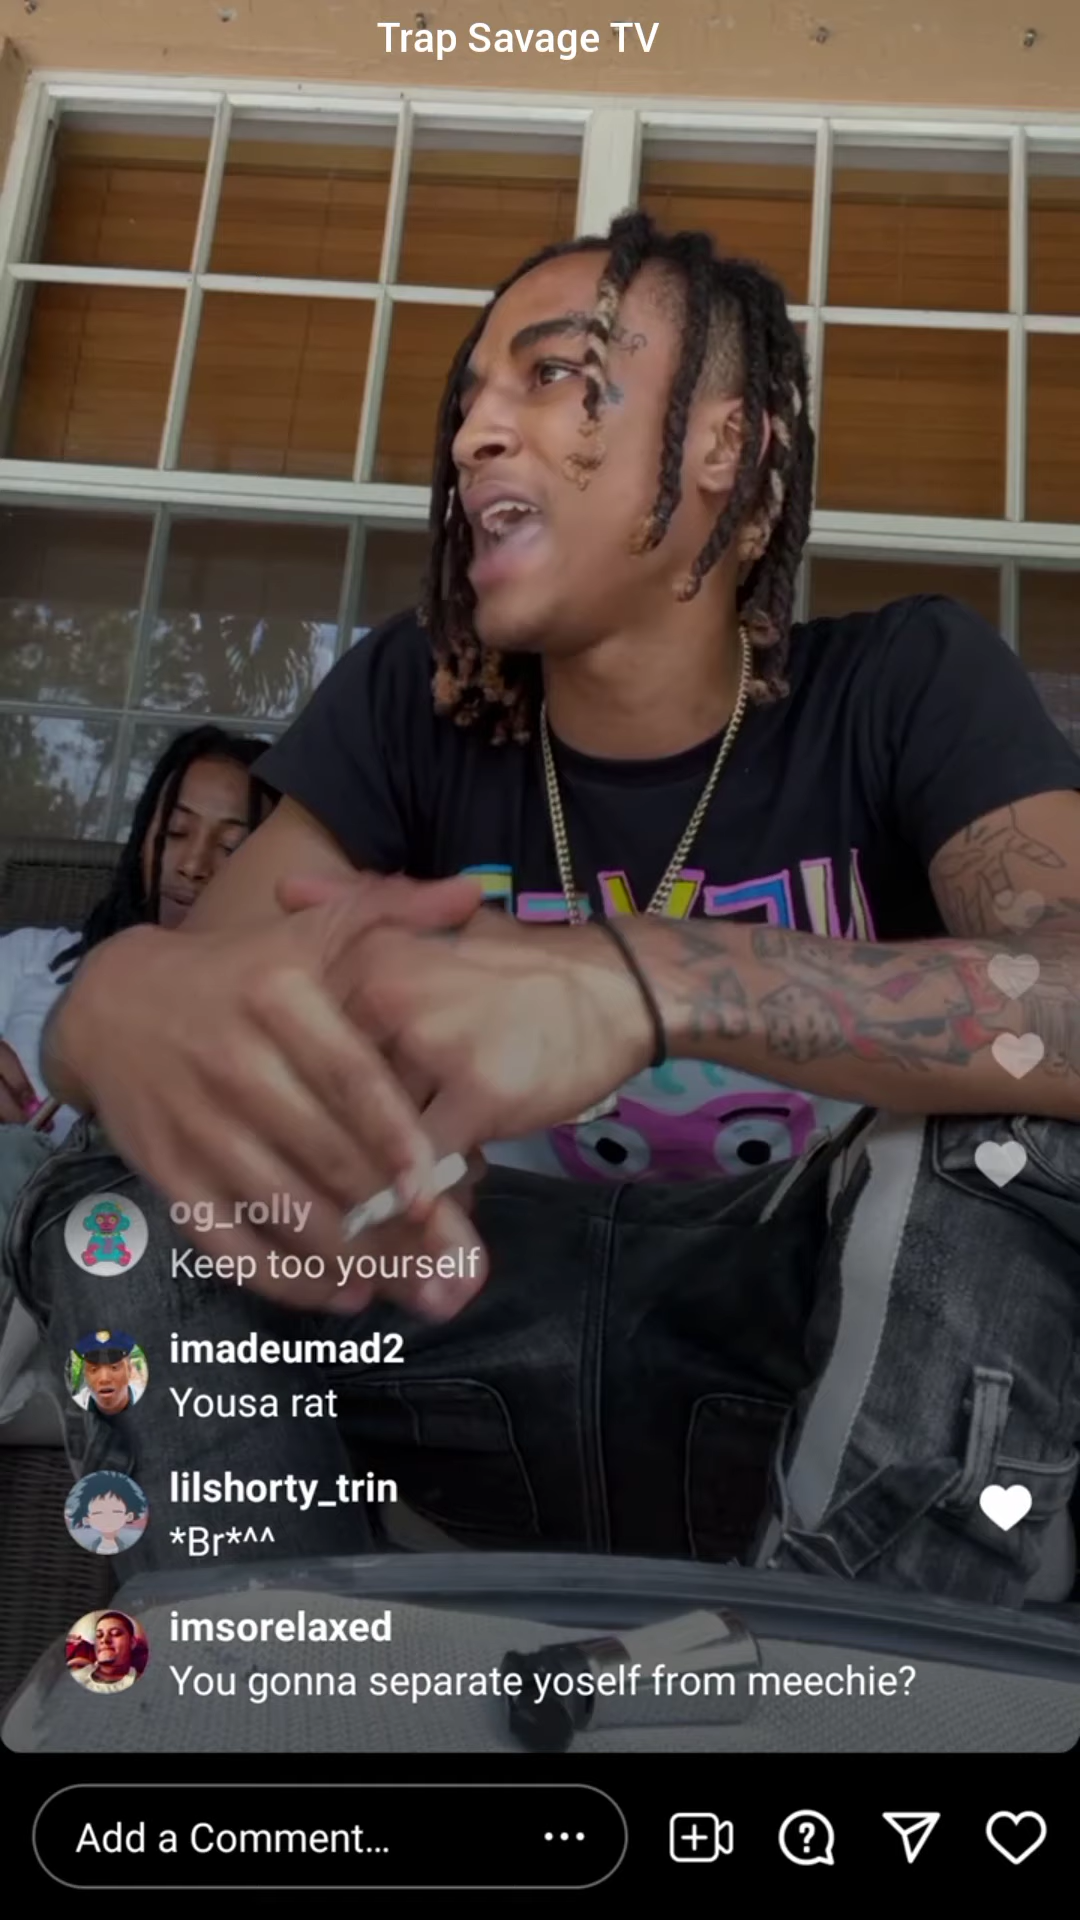 Trap Savage TV
og_rolly
Keep too yourself
imadeumad2
Yousa rat
lilshorty_trin
*Br*^^
imsorelaxed
You gonna separate yoself from meechie?
Add a Comment...